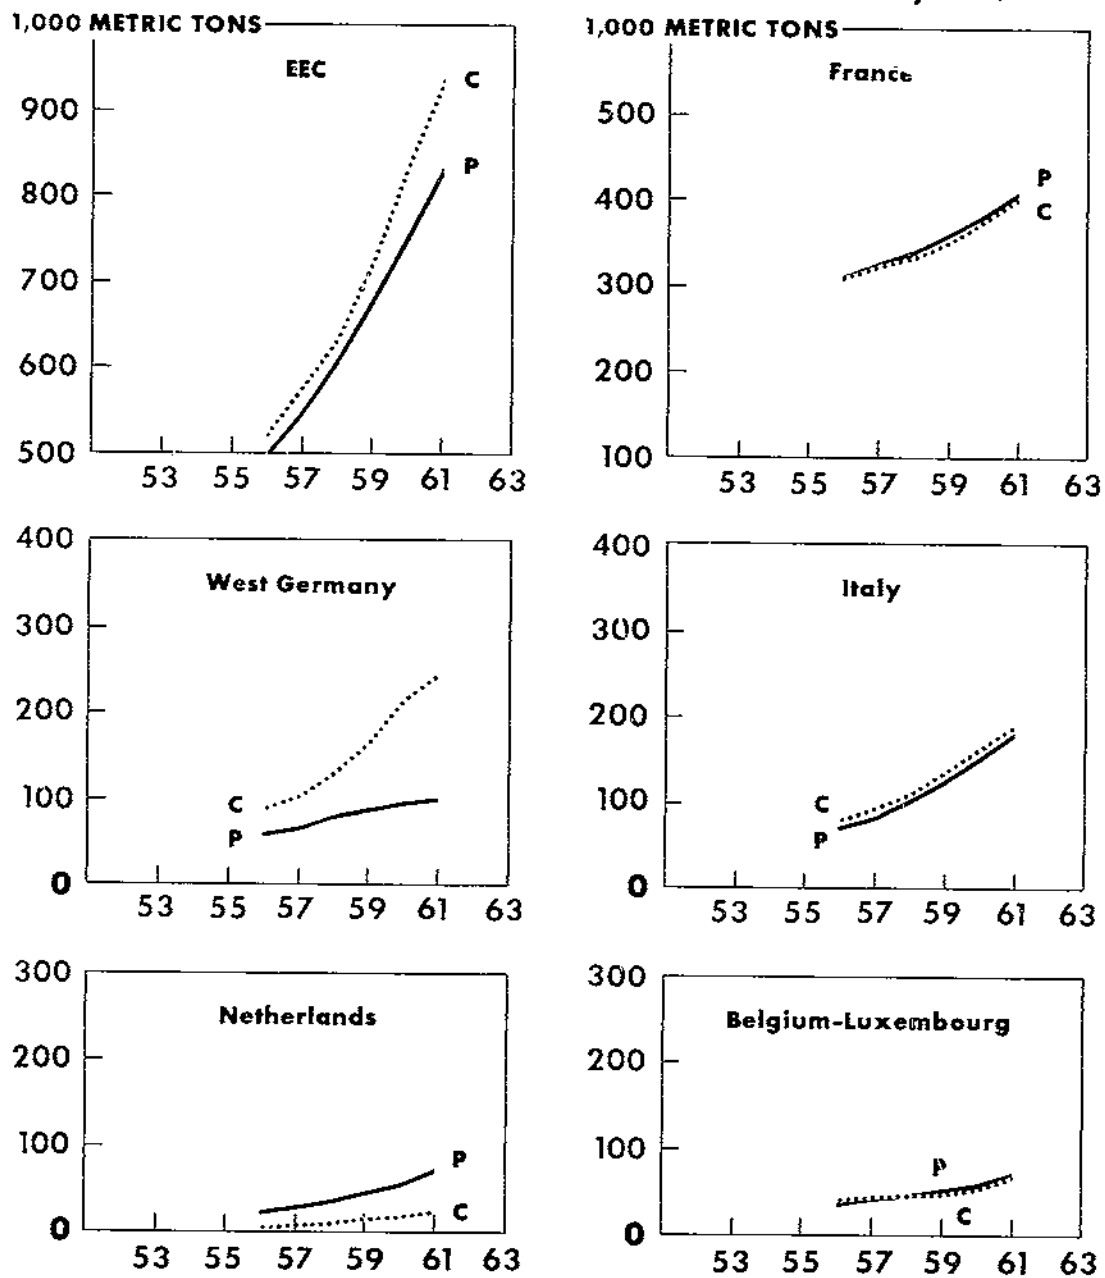 1,000 METRIC TONS
EEC
C
P
900
800
700
600
500
53 55 57 59 61 63
1,000 METRIC TONS
France
P
C
500
400
300
200
100
53 55 57 59 61 63
400
West Germany
300
200
100
C
P
0
53 55 57 59 61 63
400
Italy
300
200
100
C
P
0
53 55 57 59 61 63
300
Netherlands
200
100
P
C
0
53 55 57 59 61 63
300
Belgium-Luxembourg
200
100
P
C
0
53 55 57 59 61 63